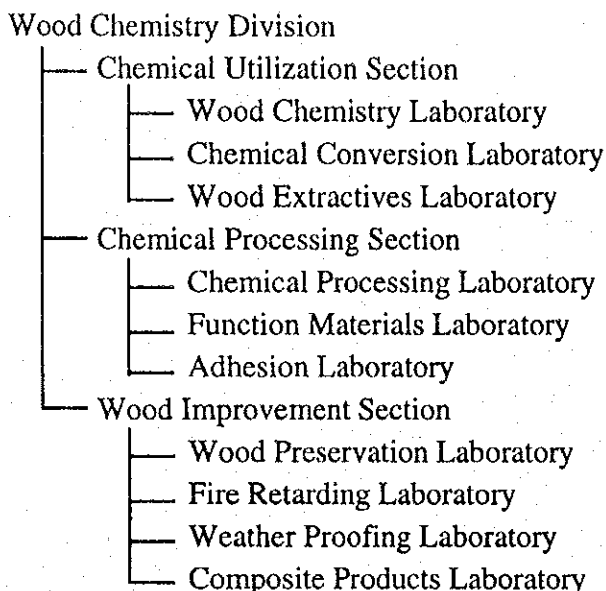 Wood Chemistry Division
Chemical Utilization Section
Wood Chemistry Laboratory
Chemical Conversion Laboratory
Wood Extractives Laboratory
Chemical Processing Section
Chemical Processing Laboratory
Function Materials Laboratory
Adhesion Laboratory
Wood Improvement Section
Wood Preservation Laboratory
Fire Retarding Laboratory
Weather Proofing Laboratory
Composite Products Laboratory